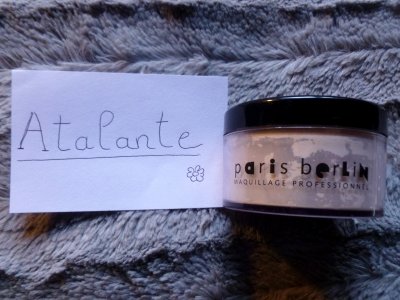 Atalante
paris berLiN
MAQUILLAGE PROFESSIONNEL